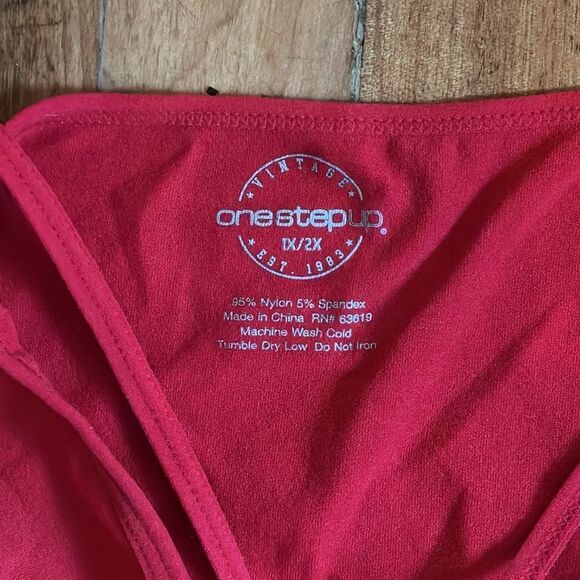 VINTAGE
onestepup®
1X/2X
EST. 1983
95% Nylon 5% Spandex
Made in China RN# 63619
Machine Wash Cold
Tumble Dry Low Do Not Iron